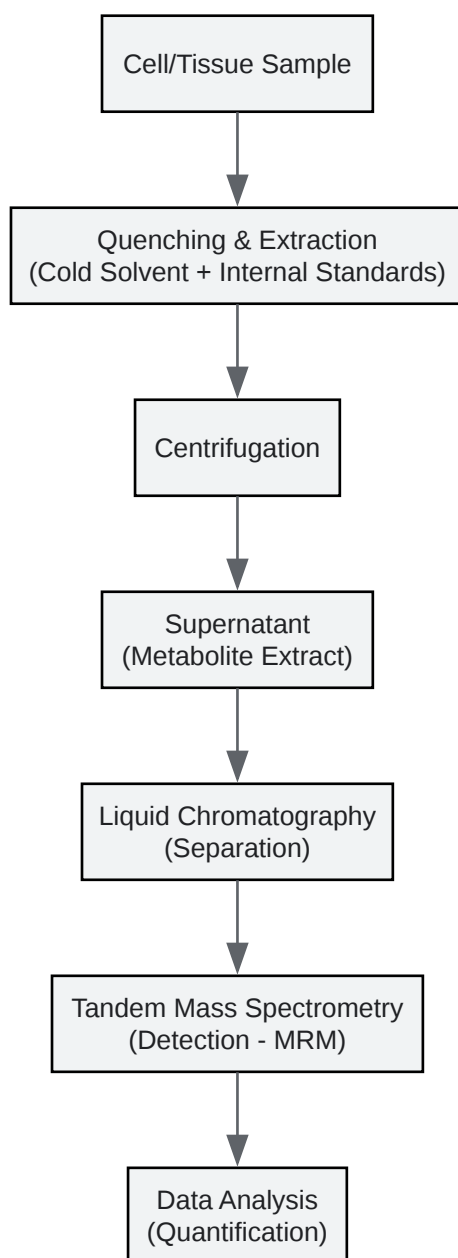 Cell/Tissue Sample
Quenching & Extraction
(Cold Solvent + Internal Standards)
Centrifugation
Supernatant
(Metabolite Extract)
Liquid Chromatography
(Separation)
Tandem Mass Spectrometry
(Detection - MRM)
Data Analysis
(Quantification)